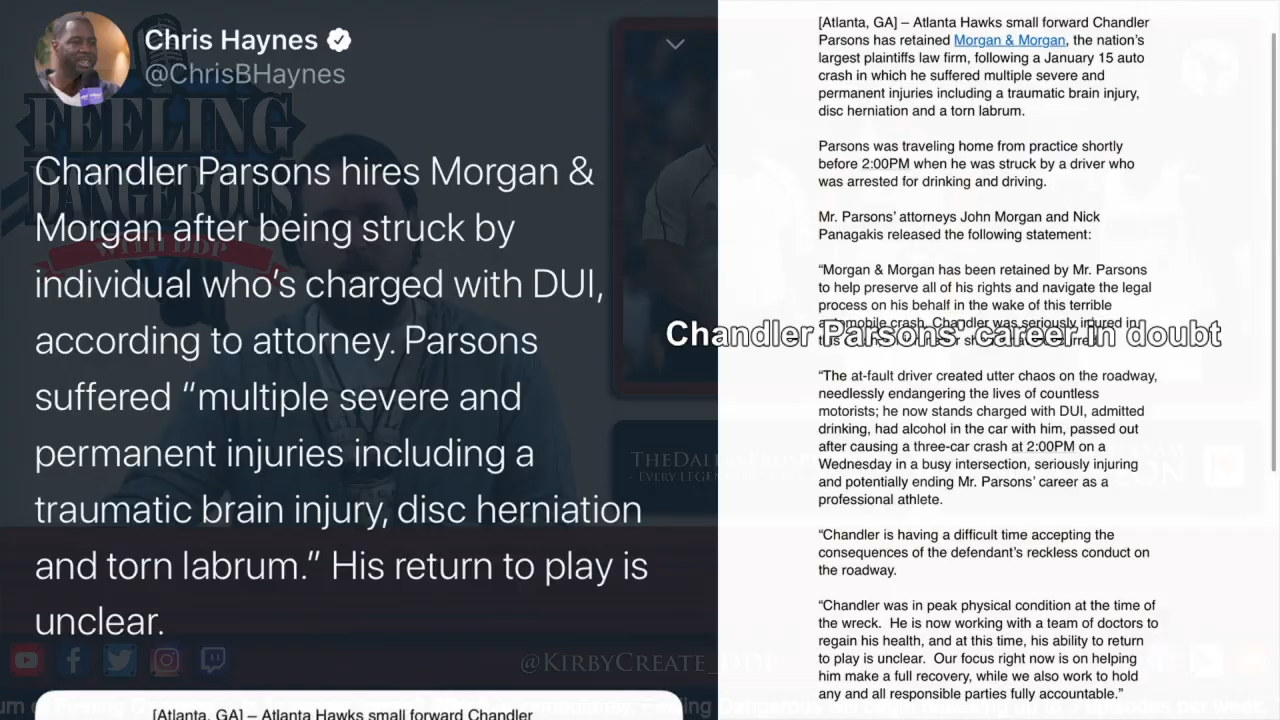 Chris Haynes
@ChrisBHaynes
FEELING
DANGEROUS
WITH DDP
Chandler Parsons hires Morgan &
Morgan after being struck by
individual who's charged with DUI,
according to attorney. Parsons
suffered “multiple severe and
permanent injuries including a
traumatic brain injury, disc herniation
and torn labrum.” His return to play is
unclear.
@KIRBYCREATE_DDP
[Atlanta, GA] – Atlanta Hawks small forward Chandler
[Atlanta, GA] – Atlanta Hawks small forward Chandler
Parsons has retained Morgan & Morgan, the nation's
largest plaintiffs law firm, following a January 15 auto
crash in which he suffered multiple severe and
permanent injuries including a traumatic brain injury,
disc herniation and a torn labrum.
Parsons was traveling home from practice shortly
before 2:00PM when he was struck by a driver who
was arrested for drinking and driving.
Mr. Parsons' attorneys John Morgan and Nick
Panagakis released the following statement:
“Morgan & Morgan has been retained by Mr. Parsons
to help preserve all of his rights and navigate the legal
process on his behalf in the wake of this terrible
automobile crash. Chandler was seriously injured in
Chandler Parsons' career in doubt
“The at-fault driver created utter chaos on the roadway,
needlessly endangering the lives of countless
motorists; he now stands charged with DUI, admitted
drinking, had alcohol in the car with him, passed out
after causing a three-car crash at 2:00PM on a
Wednesday in a busy intersection, seriously injuring
and potentially ending Mr. Parsons' career as a
professional athlete.
“Chandler is having a difficult time accepting the
consequences of the defendant's reckless conduct on
the roadway.
“Chandler was in peak physical condition at the time of
the wreck.  He is now working with a team of doctors to
regain his health, and at this time, his ability to return
to play is unclear.  Our focus right now is on helping
him make a full recovery, while we also work to hold
any and all responsible parties fully accountable.”